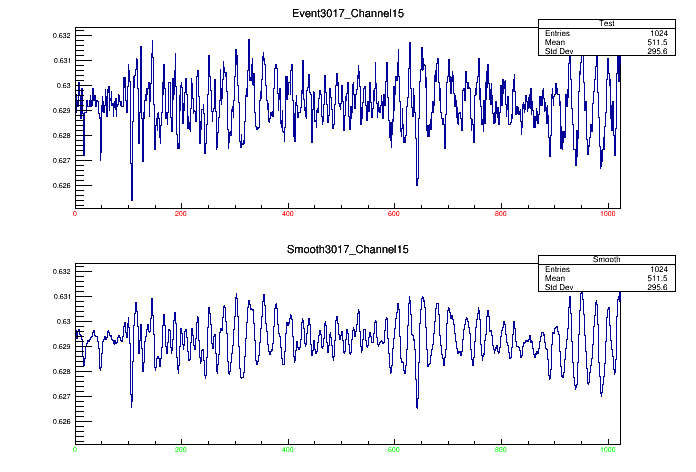 Event3017_Channel15
Test
Entries 1024
Mean 511.5
Std Dev 295.6
0.632
0.631
0.63
0.629
0.628
0.627
0.626
0 200 400 600 800 1000
Smooth3017_Channel15
Smooth
Entries 1024
Mean 511.5
Std Dev 295.6
0.632
0.631
0.63
0.629
0.628
0.627
0.626
0 200 400 600 800 1000